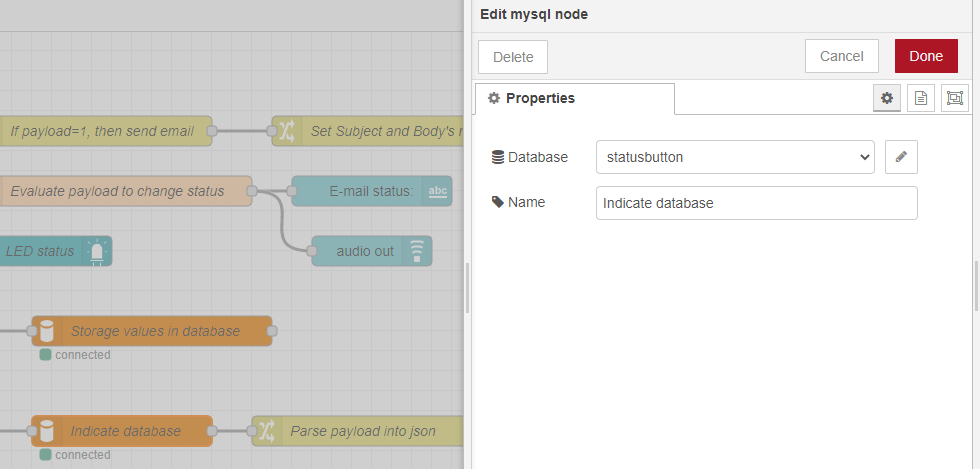 Edit mysql node
Delete
Cancel
Done
Properties
Database
statusbutton
Name
Indicate database
If payload=1, then send email
Set Subject and Body's
Evaluate payload to change status
E-mail status:
abc
LED status
audio out
Storage values in database
connected
Indicate database
Parse payload into json
connected